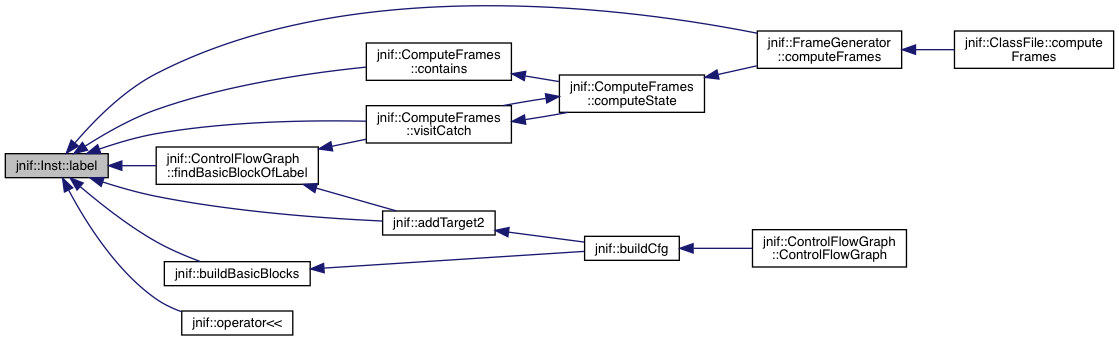 jnif::Inst::label
jnif::ComputeFrames
::contains
jnif::ComputeFrames
::visitCatch
jnif::ControlFlowGraph
::findBasicBlockOfLabel
jnif::addTarget2
jnif::buildBasicBlocks
jnif::operator<<
jnif::ComputeFrames
::computeState
jnif::buildCfg
jnif::FrameGenerator
::computeFrames
jnif::ControlFlowGraph
::ControlFlowGraph
jnif::ClassFile::compute
Frames